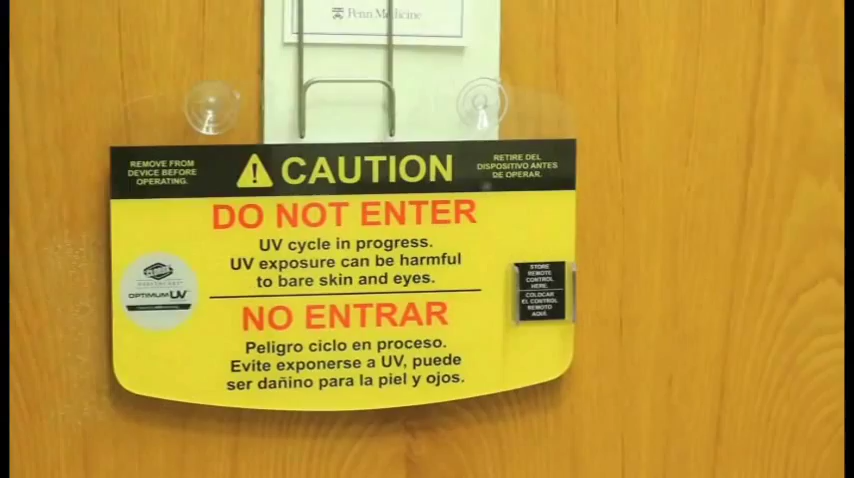 Penn Medicine
REMOVE FROM
DEVICE BEFORE
OPERATING.
CAUTION
RETIRE DEL
DISPOSITIVO ANTES
DE OPERAR.
DO NOT ENTER
UV cycle in progress.
UV exposure can be harmful
to bare skin and eyes.
CLOROX
HEALTHCARE
OPTIMUM UV
STORE
REMOTE
CONTROL
HERE.
COLOCAR
EL CONTROL
REMOTO
AQUÍ.
NO ENTRAR
Peligro ciclo en proceso.
Evite exponerse a UV, puede
ser dañino para la piel y ojos.